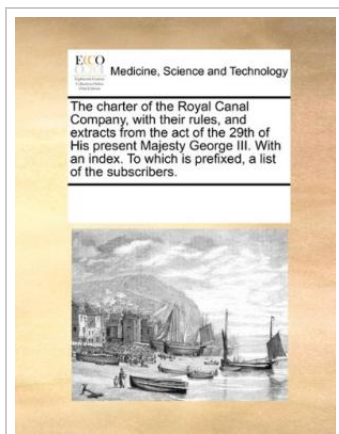 ECCO
Medicine, Science and Technology
The charter of the Royal Canal
Company, with their rules, and
extracts from the act of the 29th of
His present Majesty George III. With
an index. To which is prefixed, a list
of the subscribers.